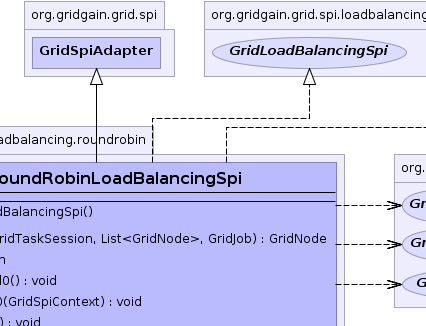 org.gridgain.grid.spi
org.gridgain.grid.spi.loadbalancing
GridSpiAdapter
GridLoadBalancingSpi
adbalancing.roundrobin
org.
oundRobinLoadBalancingSpi
Gr
dBalancingSpi()
ridTaskSession, List<GridNode>, GridJob) : GridNode
Gri
n
d0() : void
G
0(GridSpiContext) : void
) : void